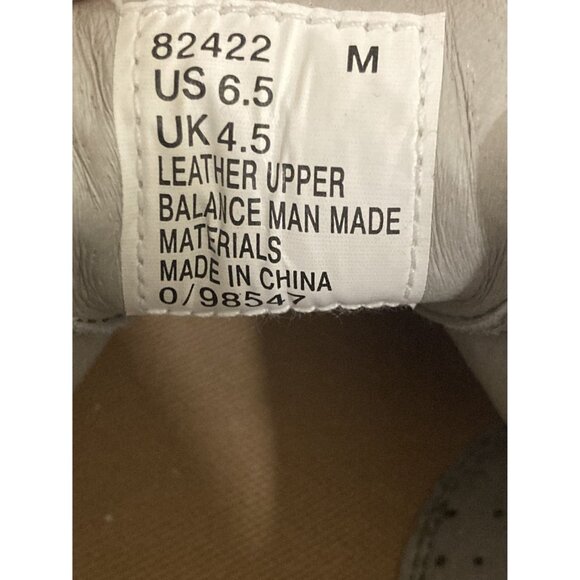 82422 M
US 6.5
UK 4.5
LEATHER UPPER
BALANCE MAN MADE
MATERIALS
MADE IN CHINA
0/98547